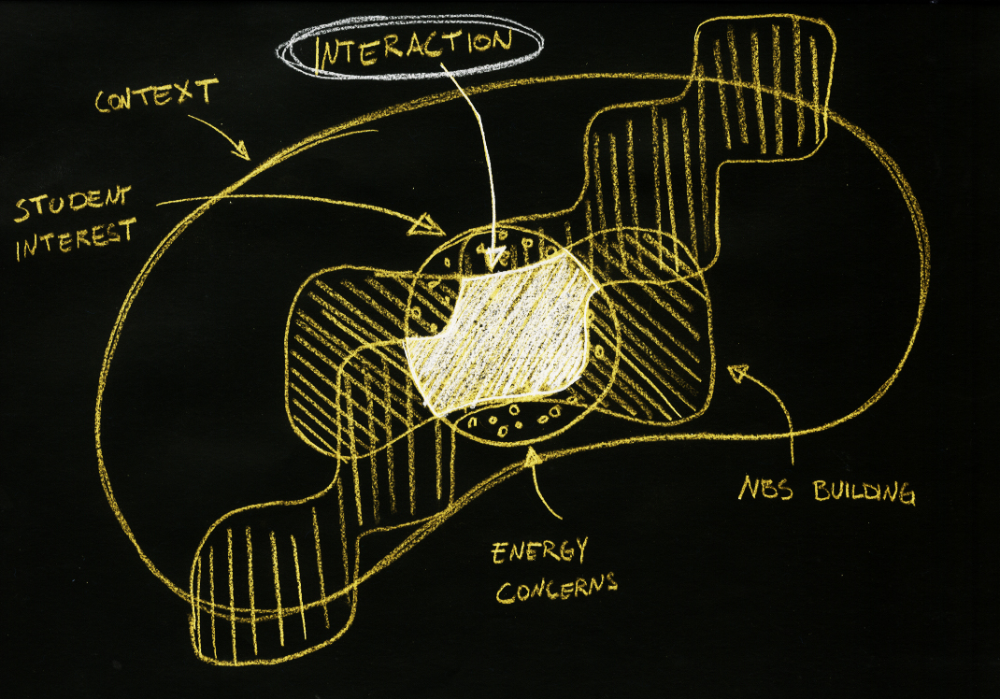 INTERACTION
CONTEXT
STUDENT
INTEREST
NBS BUILDING
ENERGY
CONCERNS